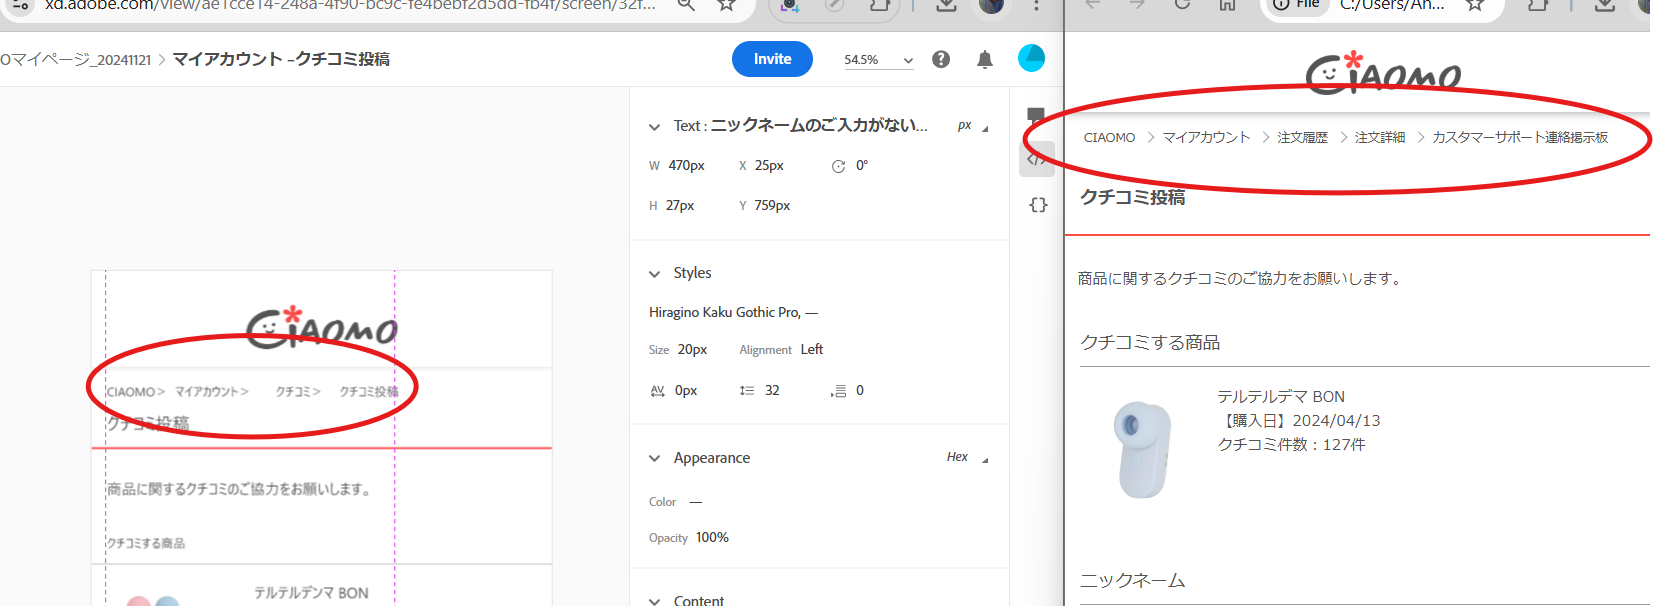 xd.adobe.com/view/ae1cce14-248a-4f90-bc9c-fe4bebf2d5dd-fb4f/screen/32f...
Oマイページ_20241121 > マイアカウント –クチコミ投稿
Invite
54.5%
Text : ニックネームのご入力がない...
px
W 470px X 25px 0°
H 27px Y 759px
Styles
Hiragino Kaku Gothic Pro, —
Size 20px Alignment Left
AV 0px 32 0
Appearance
Hex
Color —
Opacity 100%
Content
CIAOMO
CIAOMO > マイアカウント > クチコミ > クチコミ投稿
クチコミ投稿
商品に関するクチコミのご協力をお願いします。
クチコミする商品
テルテルデンマ BON
File C:/Users/An...
CIAOMO
CIAOMO > マイアカウント > 注文履歴 > 注文詳細 > カスタマーサポート連絡掲示板
クチコミ投稿
商品に関するクチコミのご協力をお願いします。
クチコミする商品
テルテルデマ BON
【購入日】2024/04/13
クチコミ件数：127件
ニックネーム